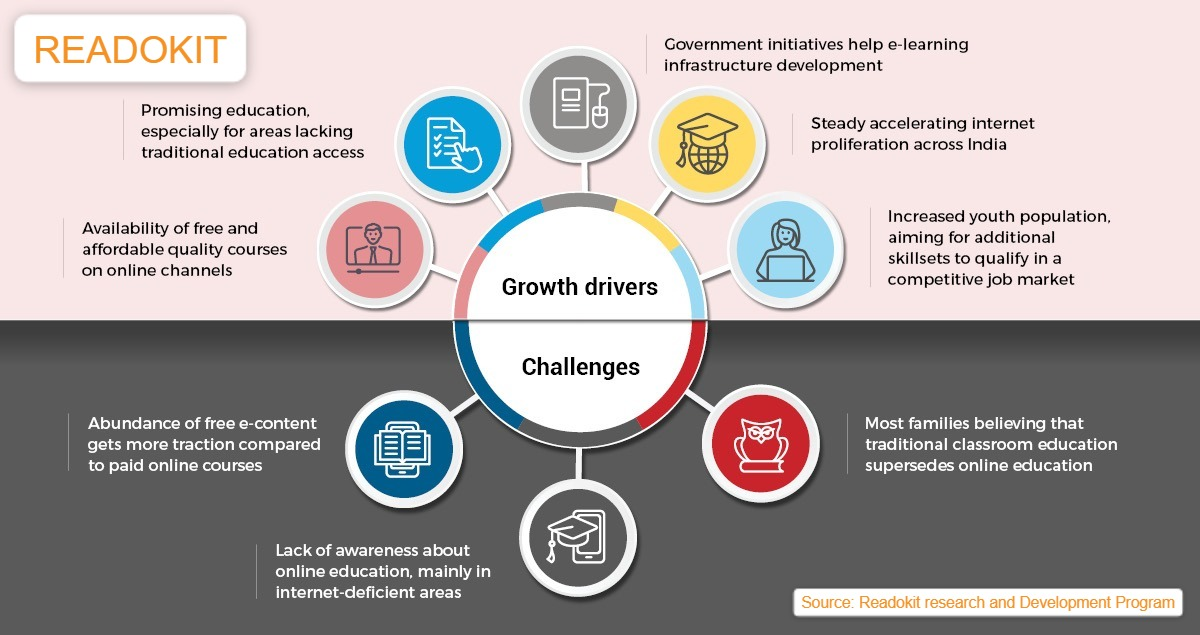 READOKIT
Government initiatives help e-learning
infrastructure development
Promising education,
especially for areas lacking
traditional education access
Steady accelerating internet
proliferation across India
Availability of free and
affordable quality courses
on online channels
Increased youth population,
aiming for additional
skillsets to qualify in a
competitive job market
Growth drivers
Challenges
Abundance of free e-content
gets more traction compared
to paid online courses
Most families believing that
traditional classroom education
supersedes online education
Lack of awareness about
online education, mainly in
internet-deficient areas
Source: Readokit research and Development Program